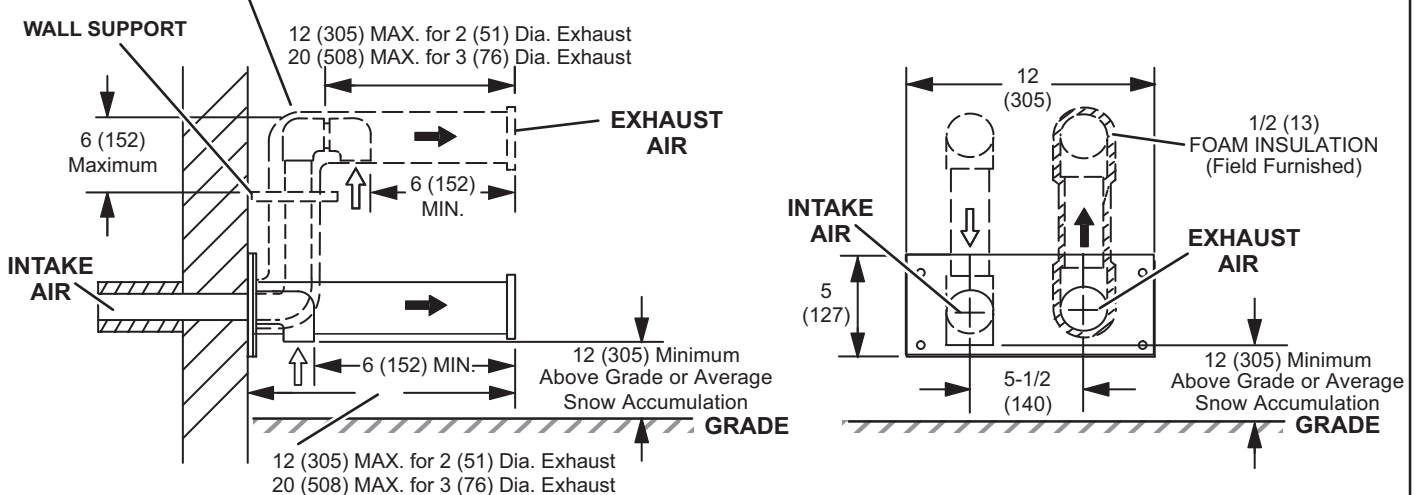 WALL SUPPORT
12 (305) MAX. for 2 (51) Dia. Exhaust
20 (508) MAX. for 3 (76) Dia. Exhaust
6 (152)
Maximum
EXHAUST
AIR
6 (152)
MIN.
INTAKE
AIR
6 (152) MIN.
12 (305) Minimum
Above Grade or Average
Snow Accumulation
GRADE
12 (305) MAX. for 2 (51) Dia. Exhaust
20 (508) MAX. for 3 (76) Dia. Exhaust
12
(305)
1/2 (13)
FOAM INSULATION
(Field Furnished)
INTAKE
AIR
EXHAUST
AIR
5
(127)
5-1/2
(140)
12 (305) Minimum
Above Grade or Average
Snow Accumulation
GRADE